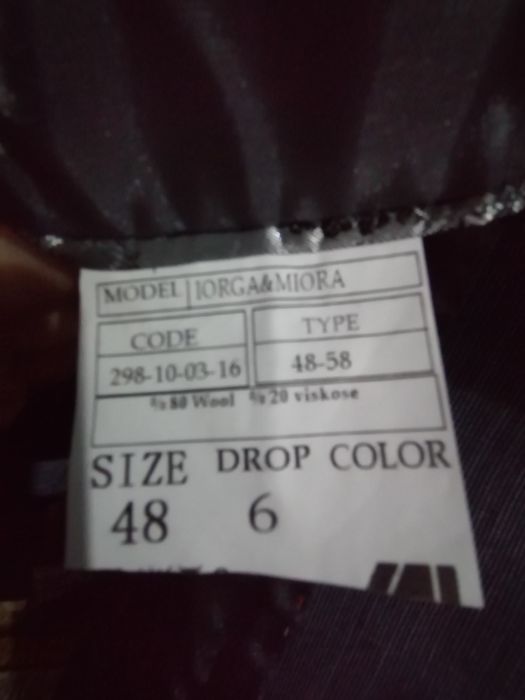 MODEL IORGA&MIORA
CODE TYPE
298-10-03-16 48-58
%80 Wool %20 viskose
SIZE DROP COLOR
48 6